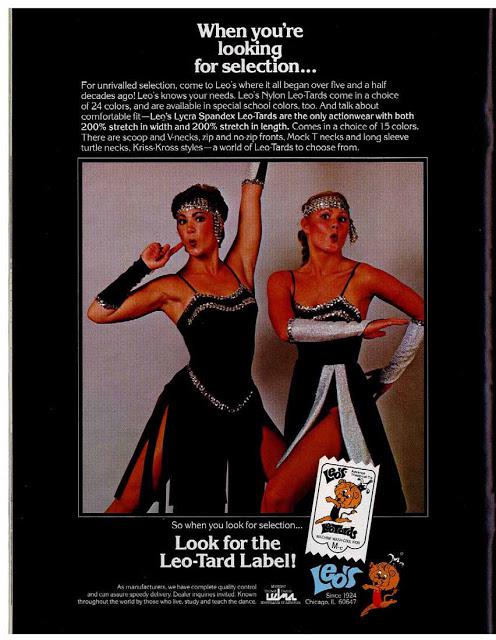 When you're
looking
for selection...
For unrivalled selection, come to Leo's where it all began over five and a half
decades ago! Leo's knows your needs. Leo's Nylon Leo-Tards come in a choice
of 24 colors, and are available in special school colors, too. And talk about
comfortable fit—Leo's Lycra Spandex Leo-Tards are the only actionwear with both
200% stretch in width and 200% stretch in length. Comes in a choice of 15 colors.
There are scoop and V-necks, zip and no-zip fronts, Mock T necks and long sleeve
turtle necks, Kriss-Kross styles—a world of Leo-Tards to choose from.
Leo's
Leotards
MACHINE WASH
So when you look for selection...
Look for the
Leo-Tard Label!
As manufacturers, we have complete quality control
and can assure speedy delivery. Dealer inquiries invited. Known
throughout the world by those who live, study and teach the dance.
UDMA
Leo's
Since 1924
Chicago, IL 60647